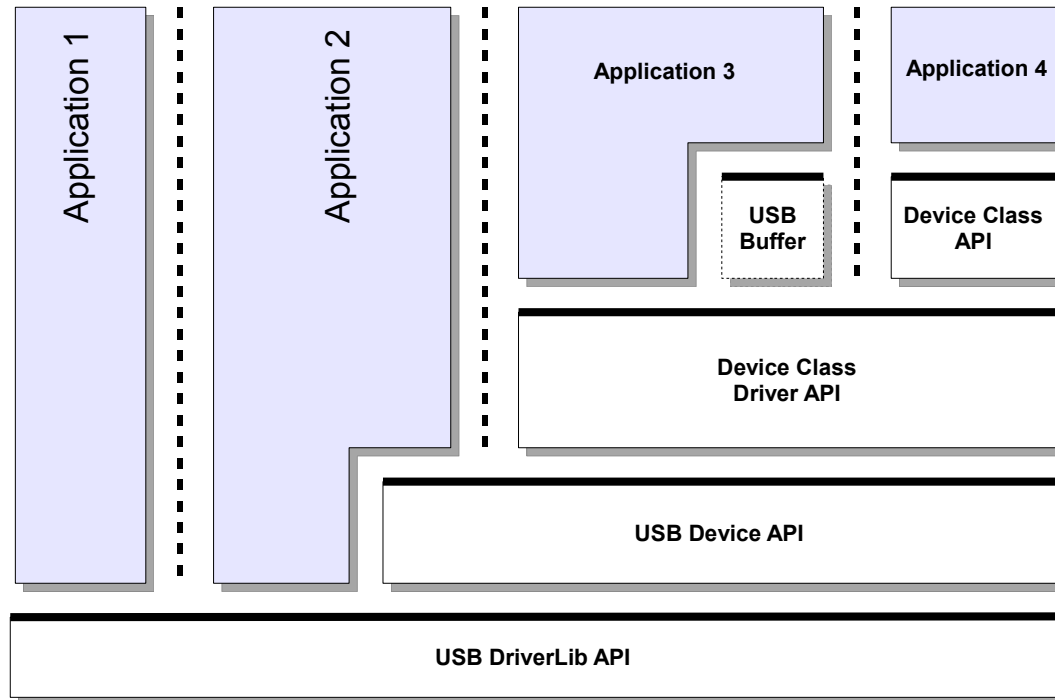 Application 1
Application 2
Application 3
Application 4
USB
Buffer
Device Class
API
Device Class
Driver API
USB Device API
USB DriverLib API